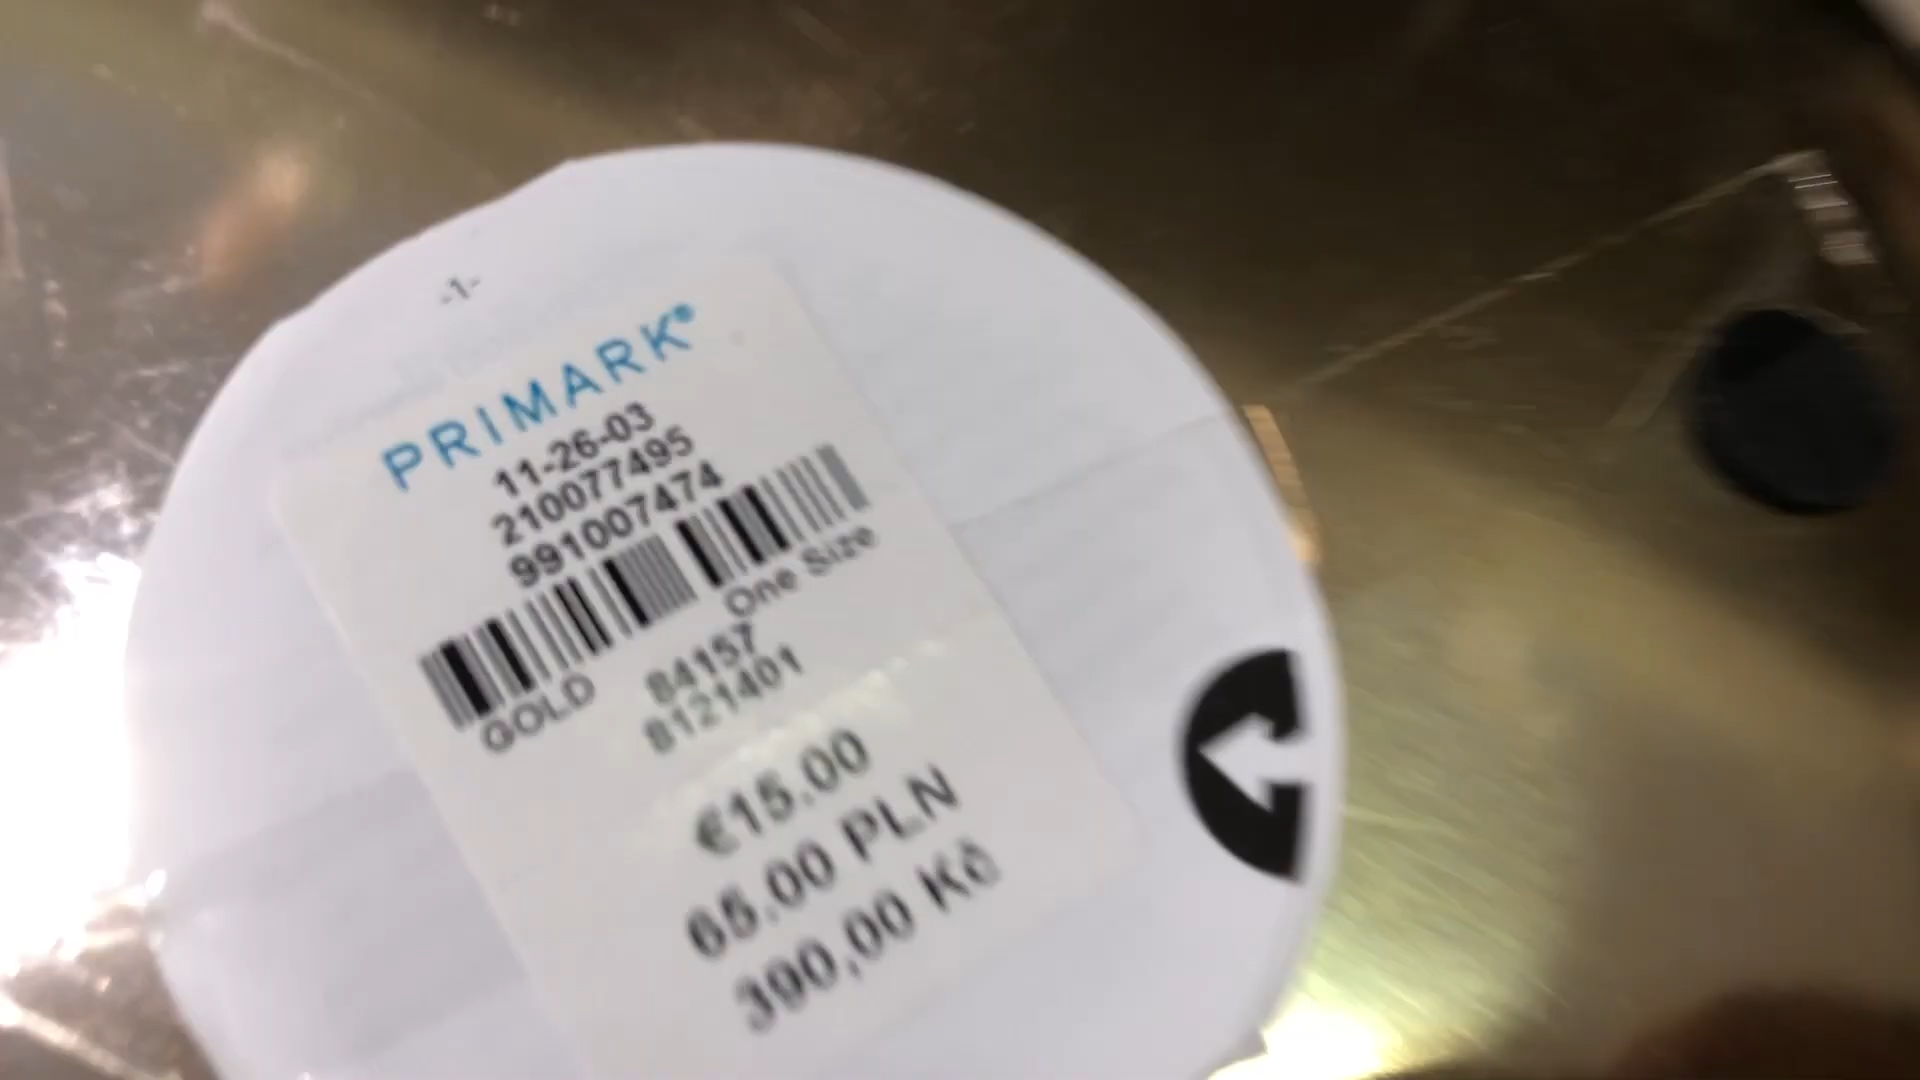 -1-
PRIMARK®
11-26-03
210077495
991007474
GOLD One Size
84157
8121401
€15.00
65.00 PLN
390,00 Kč